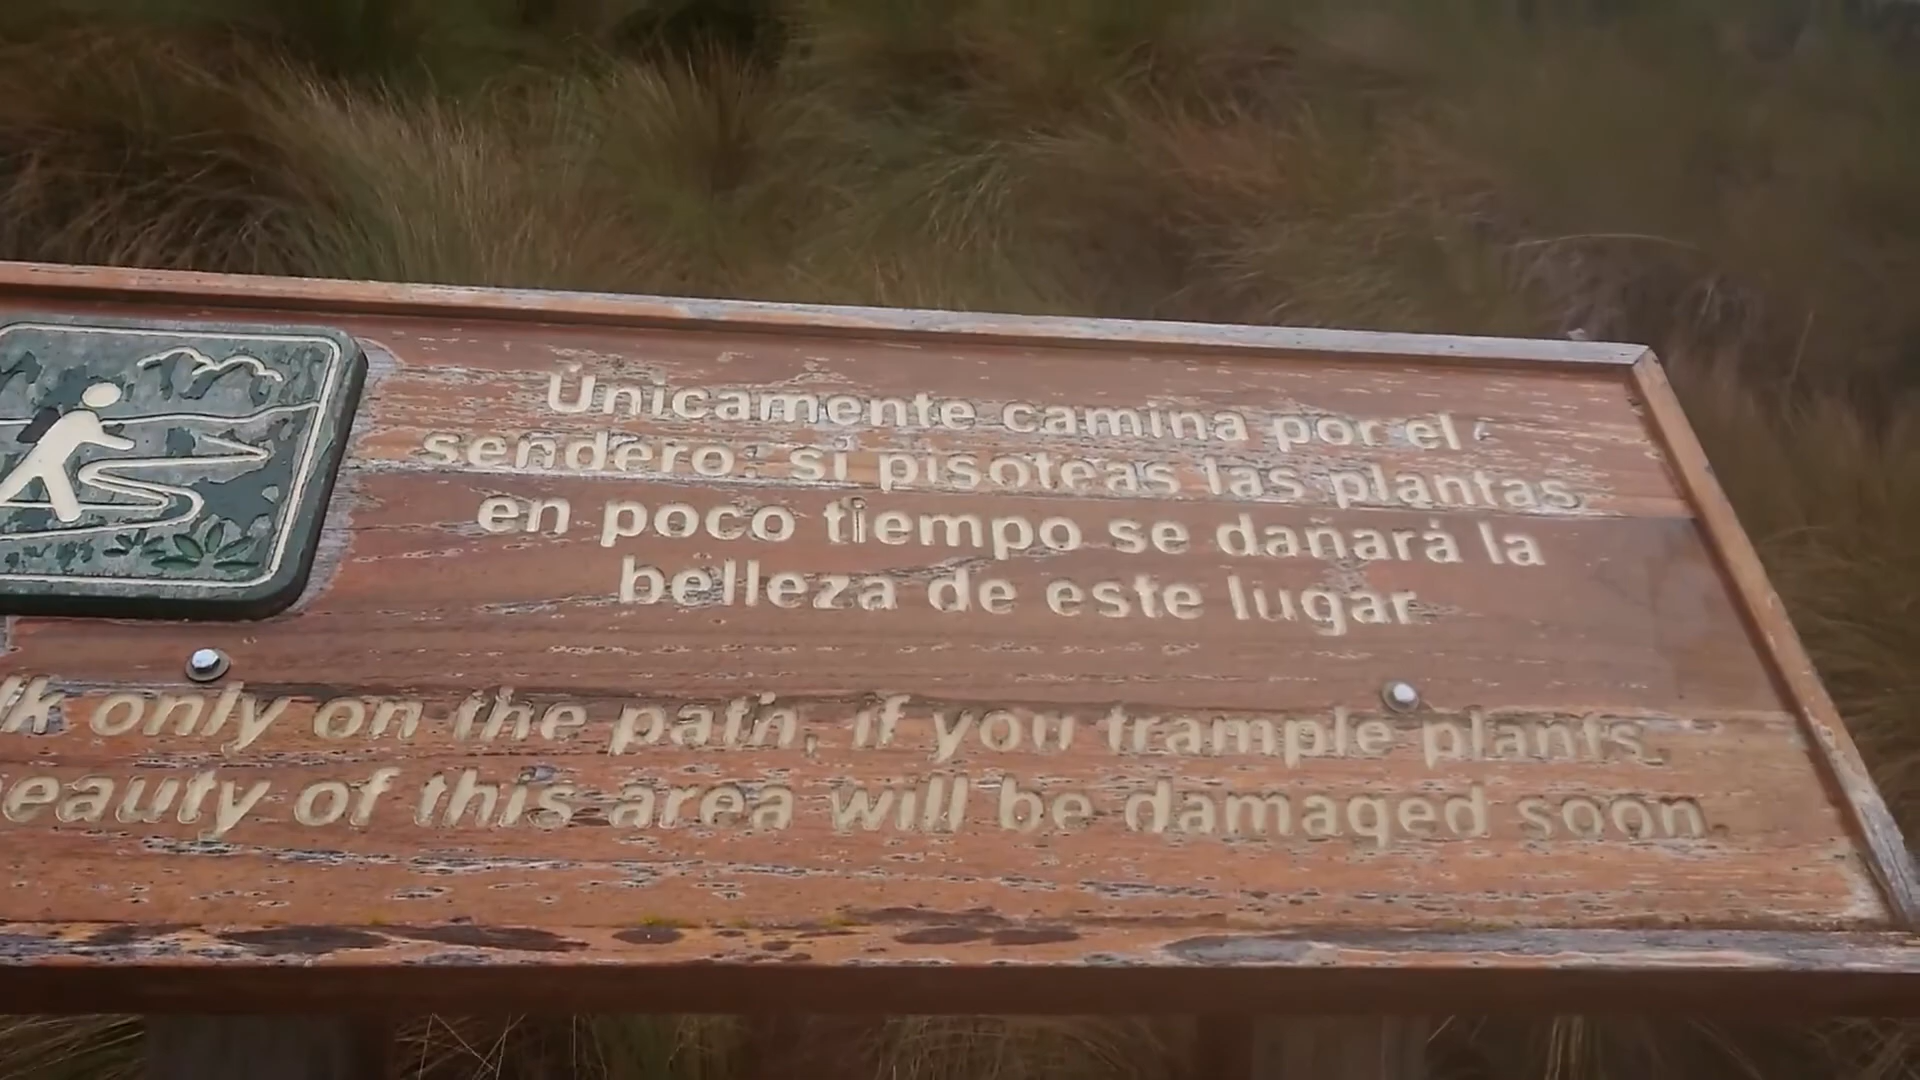 Únicamente camina por el
sendero: si pisoteas las plantas
en poco tiempo se dañará la
belleza de este lugar
lk only on the path, if you trample plants,
eauty of this area will be damaged soon.